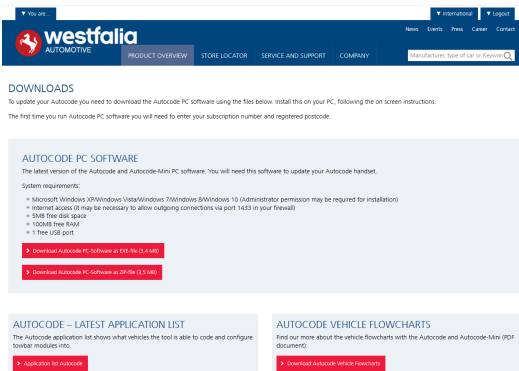 ▼ You are...
▼ International
▼ Logout
News Events Press Career Contact
westfalia
AUTOMOTIVE
PRODUCT OVERVIEW STORE LOCATOR SERVICE AND SUPPORT COMPANY
Manufacturer, type of car or Keyword
DOWNLOADS
To update your Autocode you need to download the Autocode PC software using the files below. Install this on your PC, following the on screen instructions.
The first time you run Autocode PC software you will need to enter your subscription number and registered postcode.
AUTOCODE PC SOFTWARE
The latest version of the Autocode and Autocode-Mini PC software. You will need this software to update your Autocode handset.
System requirements:
Microsoft Windows XP/Windows Vista/Windows 7/Windows 8/Windows 10 (Administrator permission may be required for installation)
Internet access (it may be necessary to allow outgoing connections via port 1433 in your firewall)
5MB free disk space
100MB free RAM
1 free USB port
> Download Autocode PC-Software as EXE-file (3,4 MB)
> Download Autocode PC-Software as ZIP-file (3,5 MB)
AUTOCODE – LATEST APPLICATION LIST
The Autocode application list shows what vehicles the tool is able to code and configure
towbar modules into.
> Application list Autocode
AUTOCODE VEHICLE FLOWCHARTS
Find our more about the vehicle flowcharts with the Autocode and Autocode-Mini (PDF
document):
> Download Autocode Vehicle Flowcharts